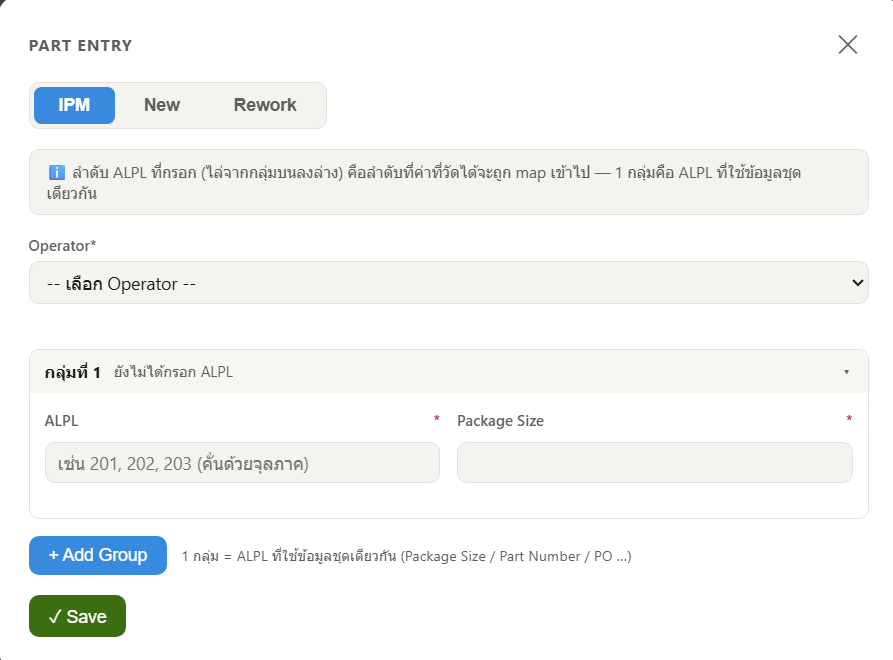 PART ENTRY
IPM New Rework
ℹ️ ลำดับ ALPL ที่กรอก (ไล่จากกลุ่มบนลงล่าง) คือลำดับที่ค่าที่วัดได้จะถูก map เข้าไป — 1 กลุ่มคือ ALPL ที่ใช้ข้อมูลชุด
เดียวกัน
Operator*
-- เลือก Operator --
กลุ่มที่ 1 ยังไม่ได้กรอก ALPL
ALPL * Package Size *
เช่น 201, 202, 203 (คั่นด้วยจุลภาค)
+ Add Group 1 กลุ่ม = ALPL ที่ใช้ข้อมูลชุดเดียวกัน (Package Size / Part Number / PO ...)
✓ Save